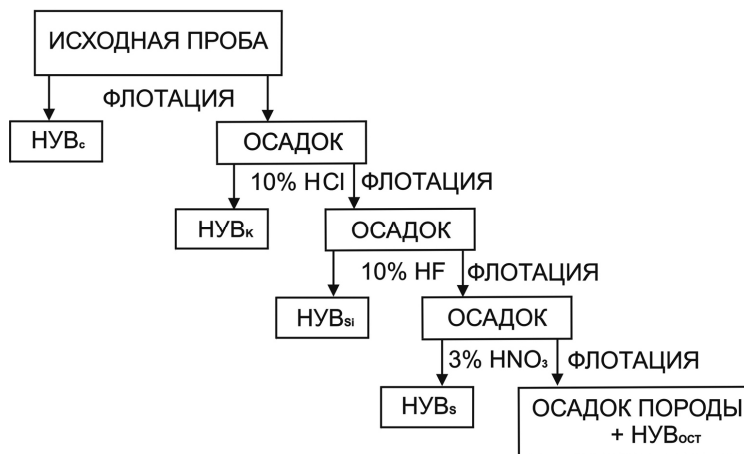 ИСХОДНАЯ ПРОБА
ФЛОТАЦИЯ
НУВс
ОСАДОК
10% HCl ФЛОТАЦИЯ
НУВк
ОСАДОК
10% HF ФЛОТАЦИЯ
НУВSi
ОСАДОК
3% HNO₃ ФЛОТАЦИЯ
НУВs
ОСАДОК ПОРОДЫ
+ НУВОСТ